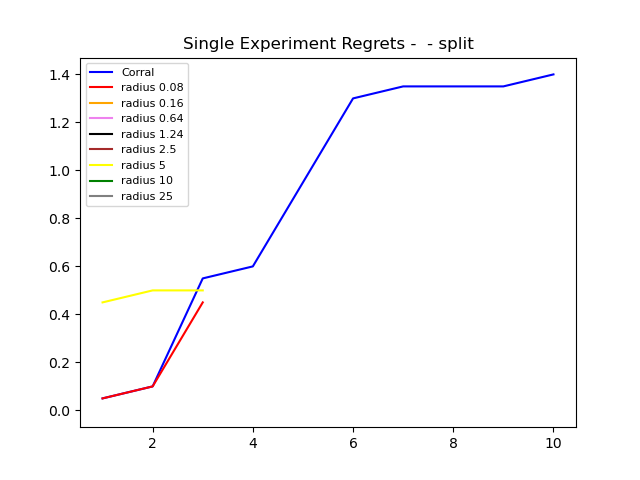 Single Experiment Regrets -  - split
1.4
1.2
1.0
0.8
0.6
0.4
0.2
0.0
Corral
radius 0.08
radius 0.16
radius 0.64
radius 1.24
radius 2.5
radius 5
radius 10
radius 25
2 4 6 8 10